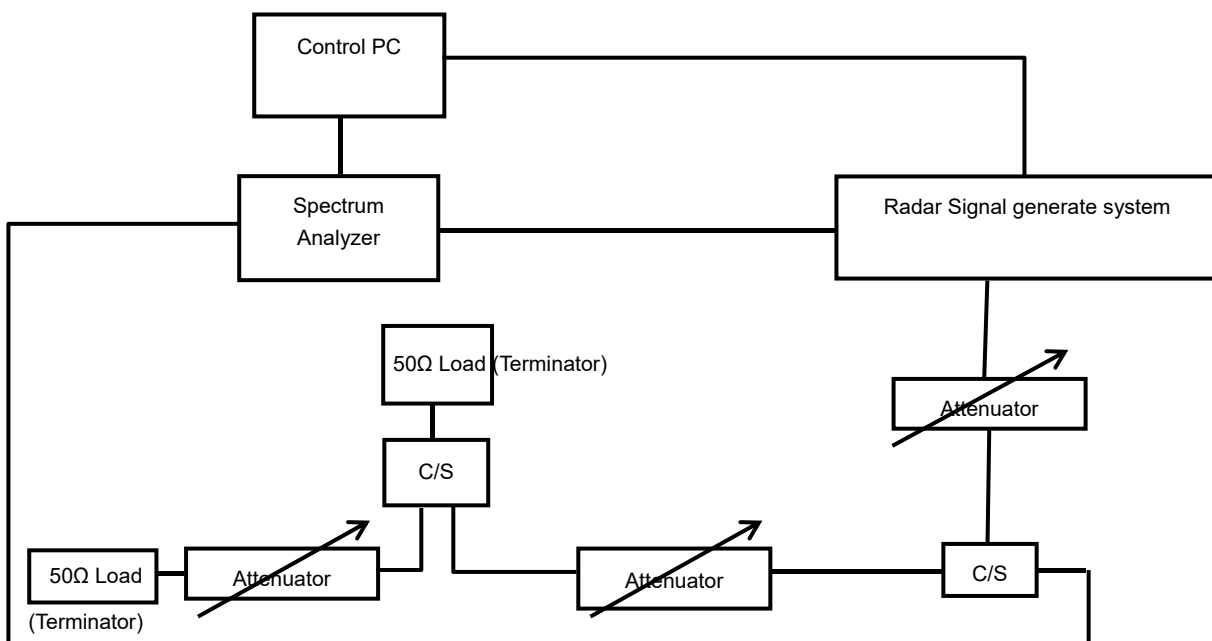 Control PC
Spectrum
Analyzer
Radar Signal generate system
50Ω Load (Terminator)
Attenuator
C/S
50Ω Load
(Terminator)
Attenuator
Attenuator
C/S